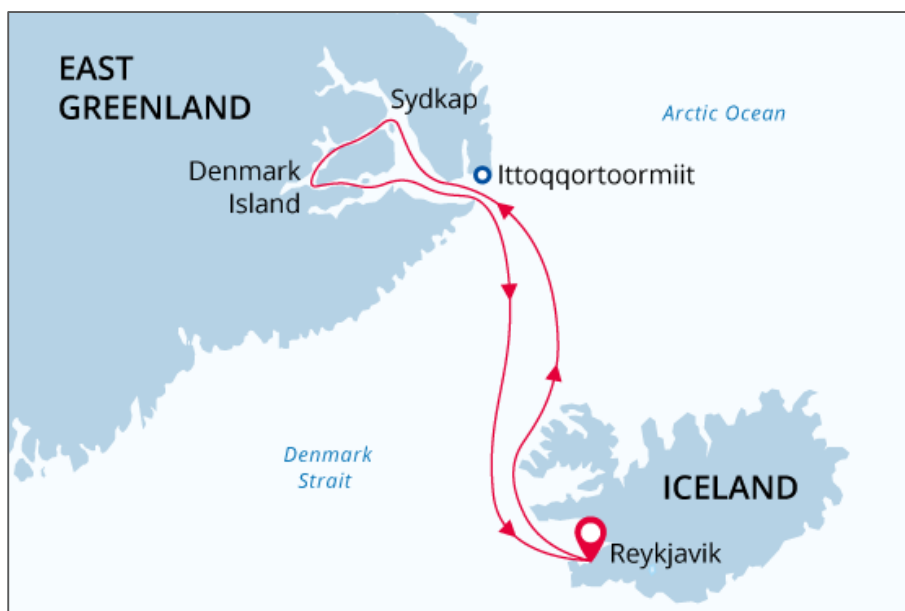 EAST
GREENLAND
Sydkap
Arctic Ocean
Denmark
Island
Ittoqqortoormiit
Denmark
Strait
ICELAND
Reykjavik